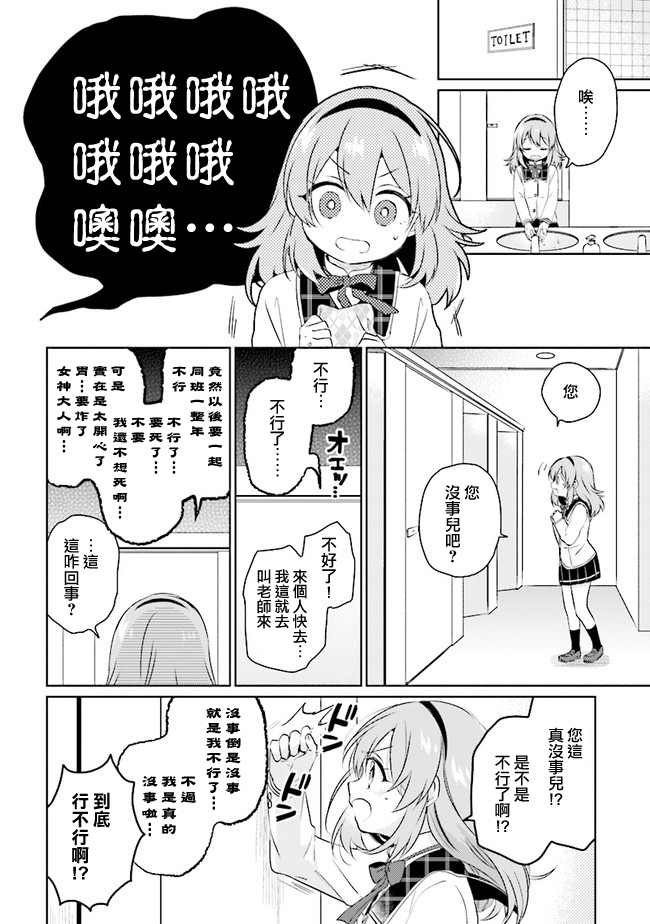 TOILET
唉……
哦哦哦哦
哦哦哦
噢噢…
您
您
沒事兒吧？
不行…
不行了……
オエッ…
不好了！
來個人快去…
我這就去
叫老師來
竟然以後要一起
同班一整年
不行
不行了…
要死了…
不要
我還不想死啊…
可是
實在是太開心了
胃…要炸了
女神大人啊…
…這
這咋回事？
您這
真沒事兒!?
是不是
不行了啊!?
ドンドン
沒事倒是沒事
就是我不行了…
不過
我是真的
沒事啦…
到底
行不行啊!?